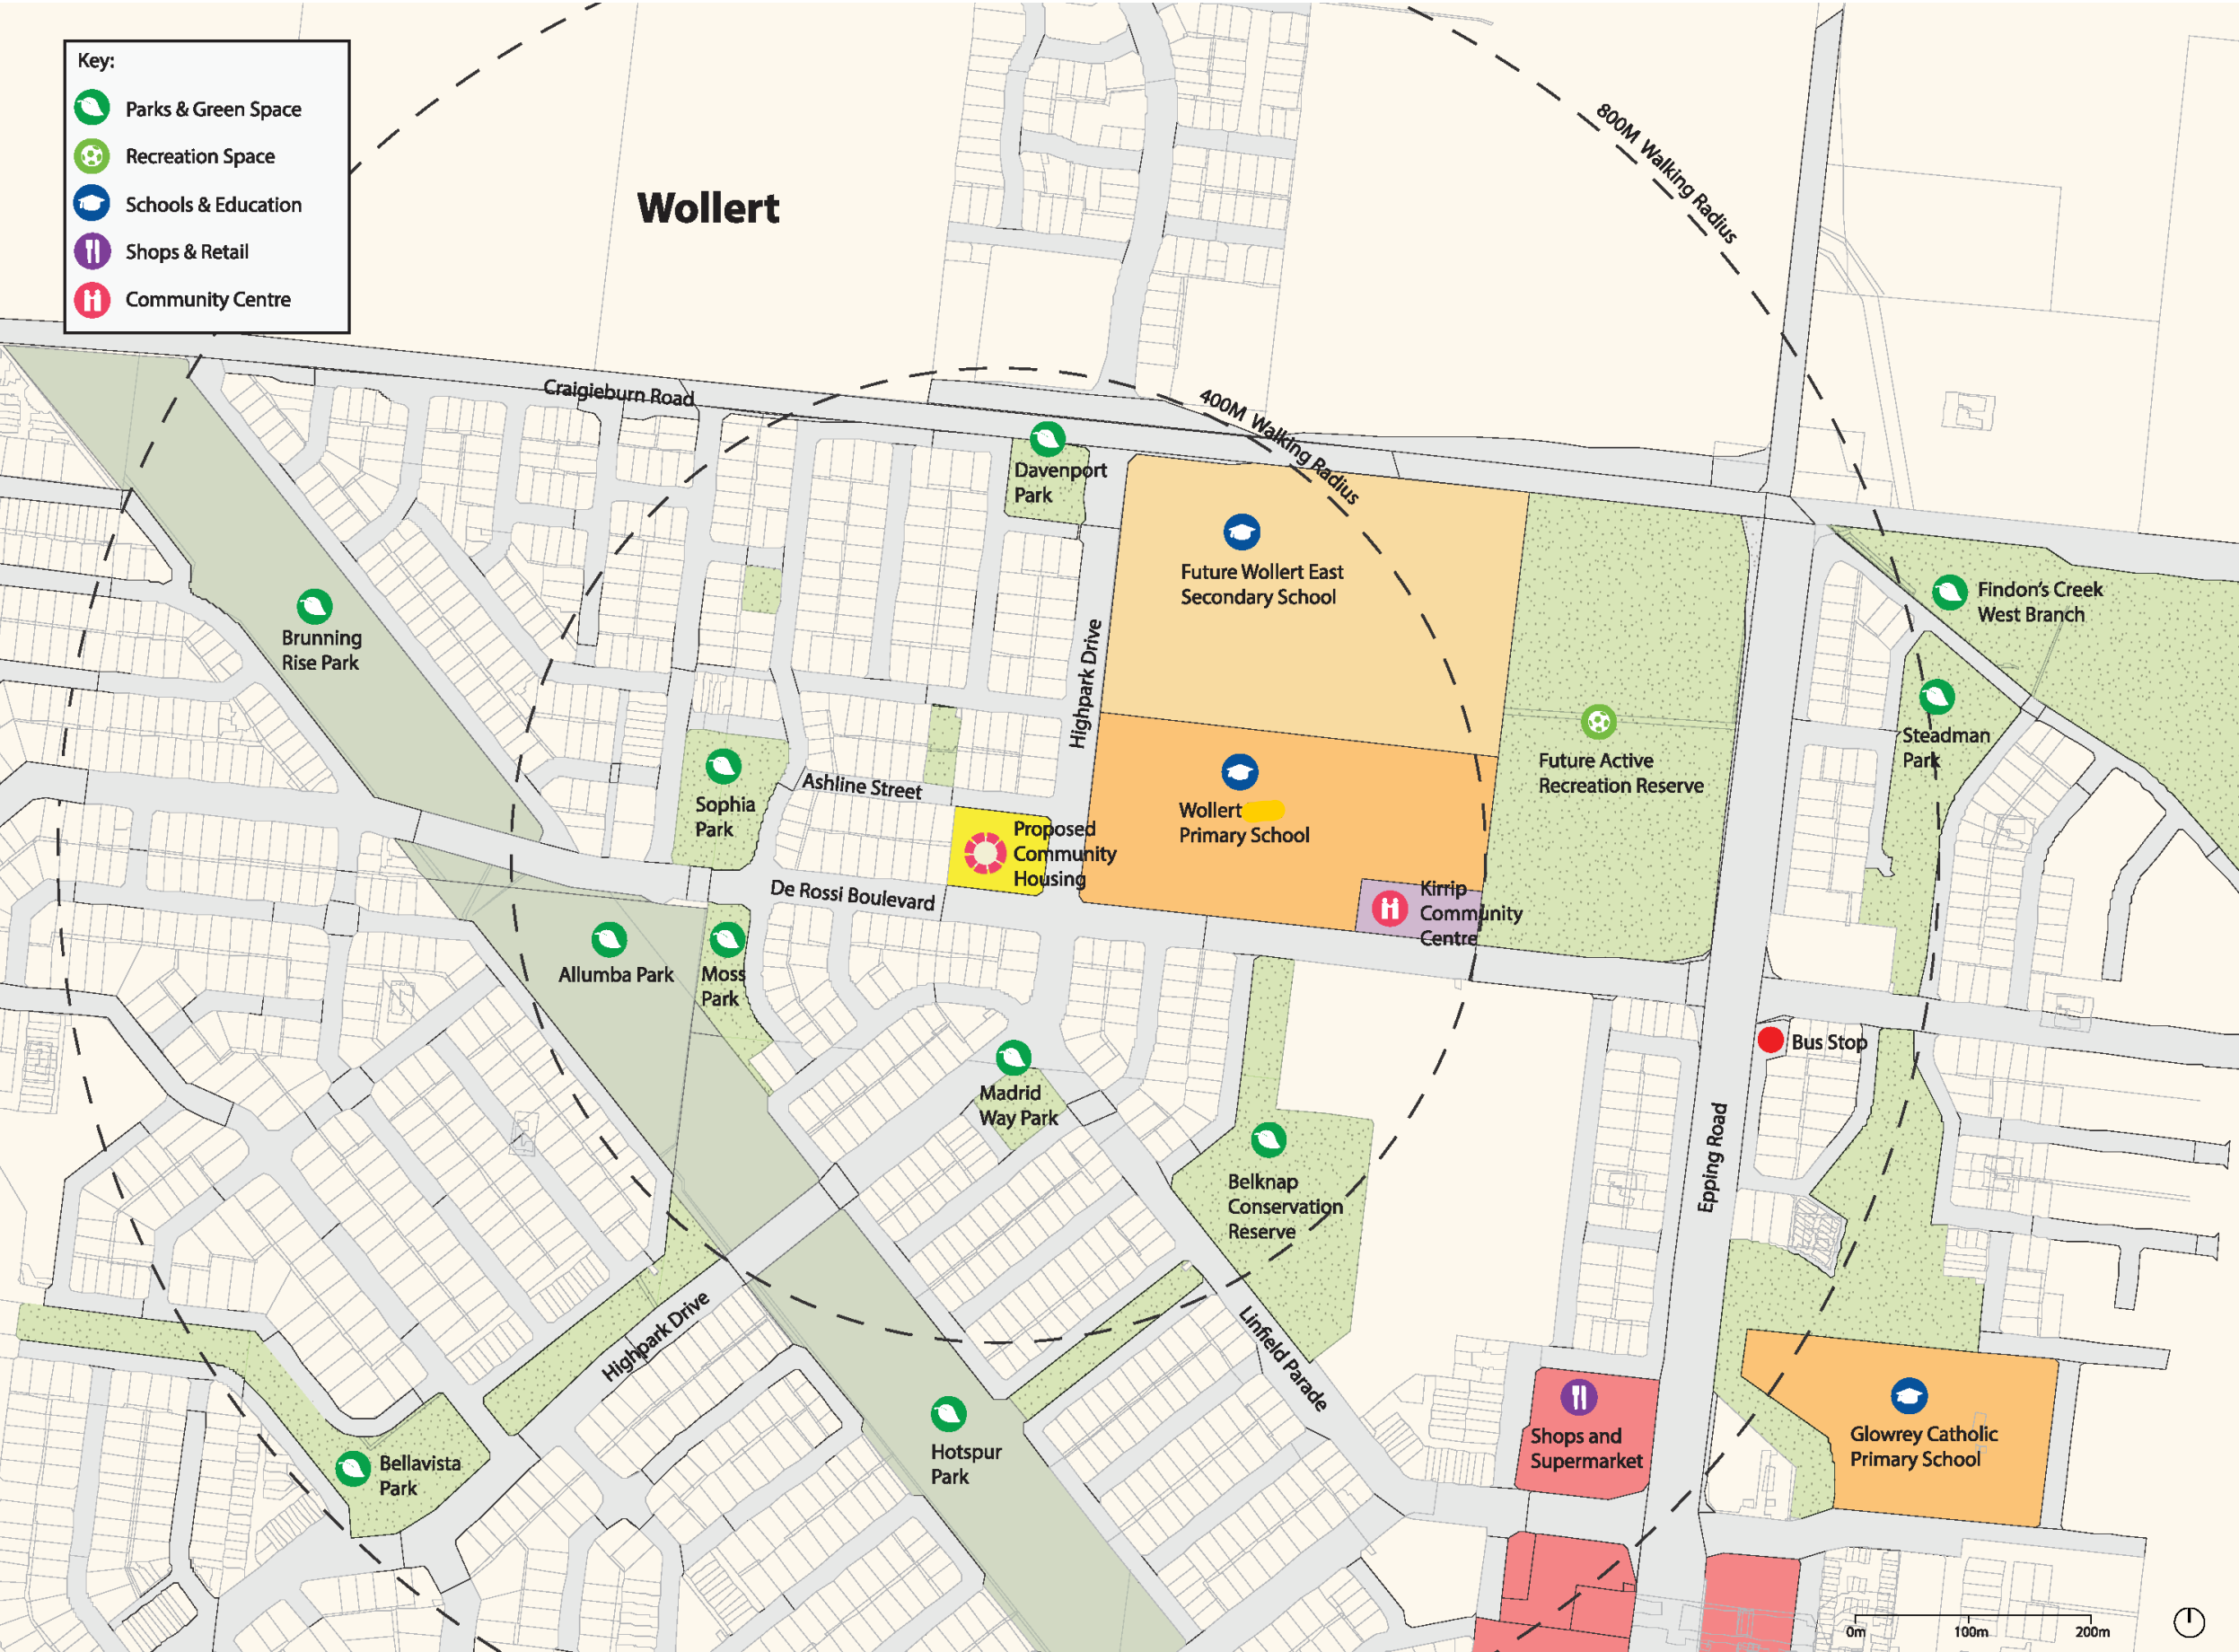 Key:
Parks & Green Space
Recreation Space
Schools & Education
Shops & Retail
Community Centre
Wollert
800M Walking Radius
Craigieburn Road
400M Walking Radius
Davenport
Park
Future Wollert East
Secondary School
Findon's Creek
West Branch
Brunning
Rise Park
Highpark Drive
Steadman
Park
Future Active
Recreation Reserve
Ashline Street
Sophia
Park
Wollert
Primary School
Proposed
Community
Housing
De Rossi Boulevard
Kirrip
Community
Centre
Allumba Park
Moss
Park
Bus Stop
Madrid
Way Park
Belknap
Conservation
Reserve
Epping Road
Highpark Drive
Linfield Parade
Hotspur
Park
Bellavista
Park
Shops and
Supermarket
Glowrey Catholic
Primary School
0m 100m 200m